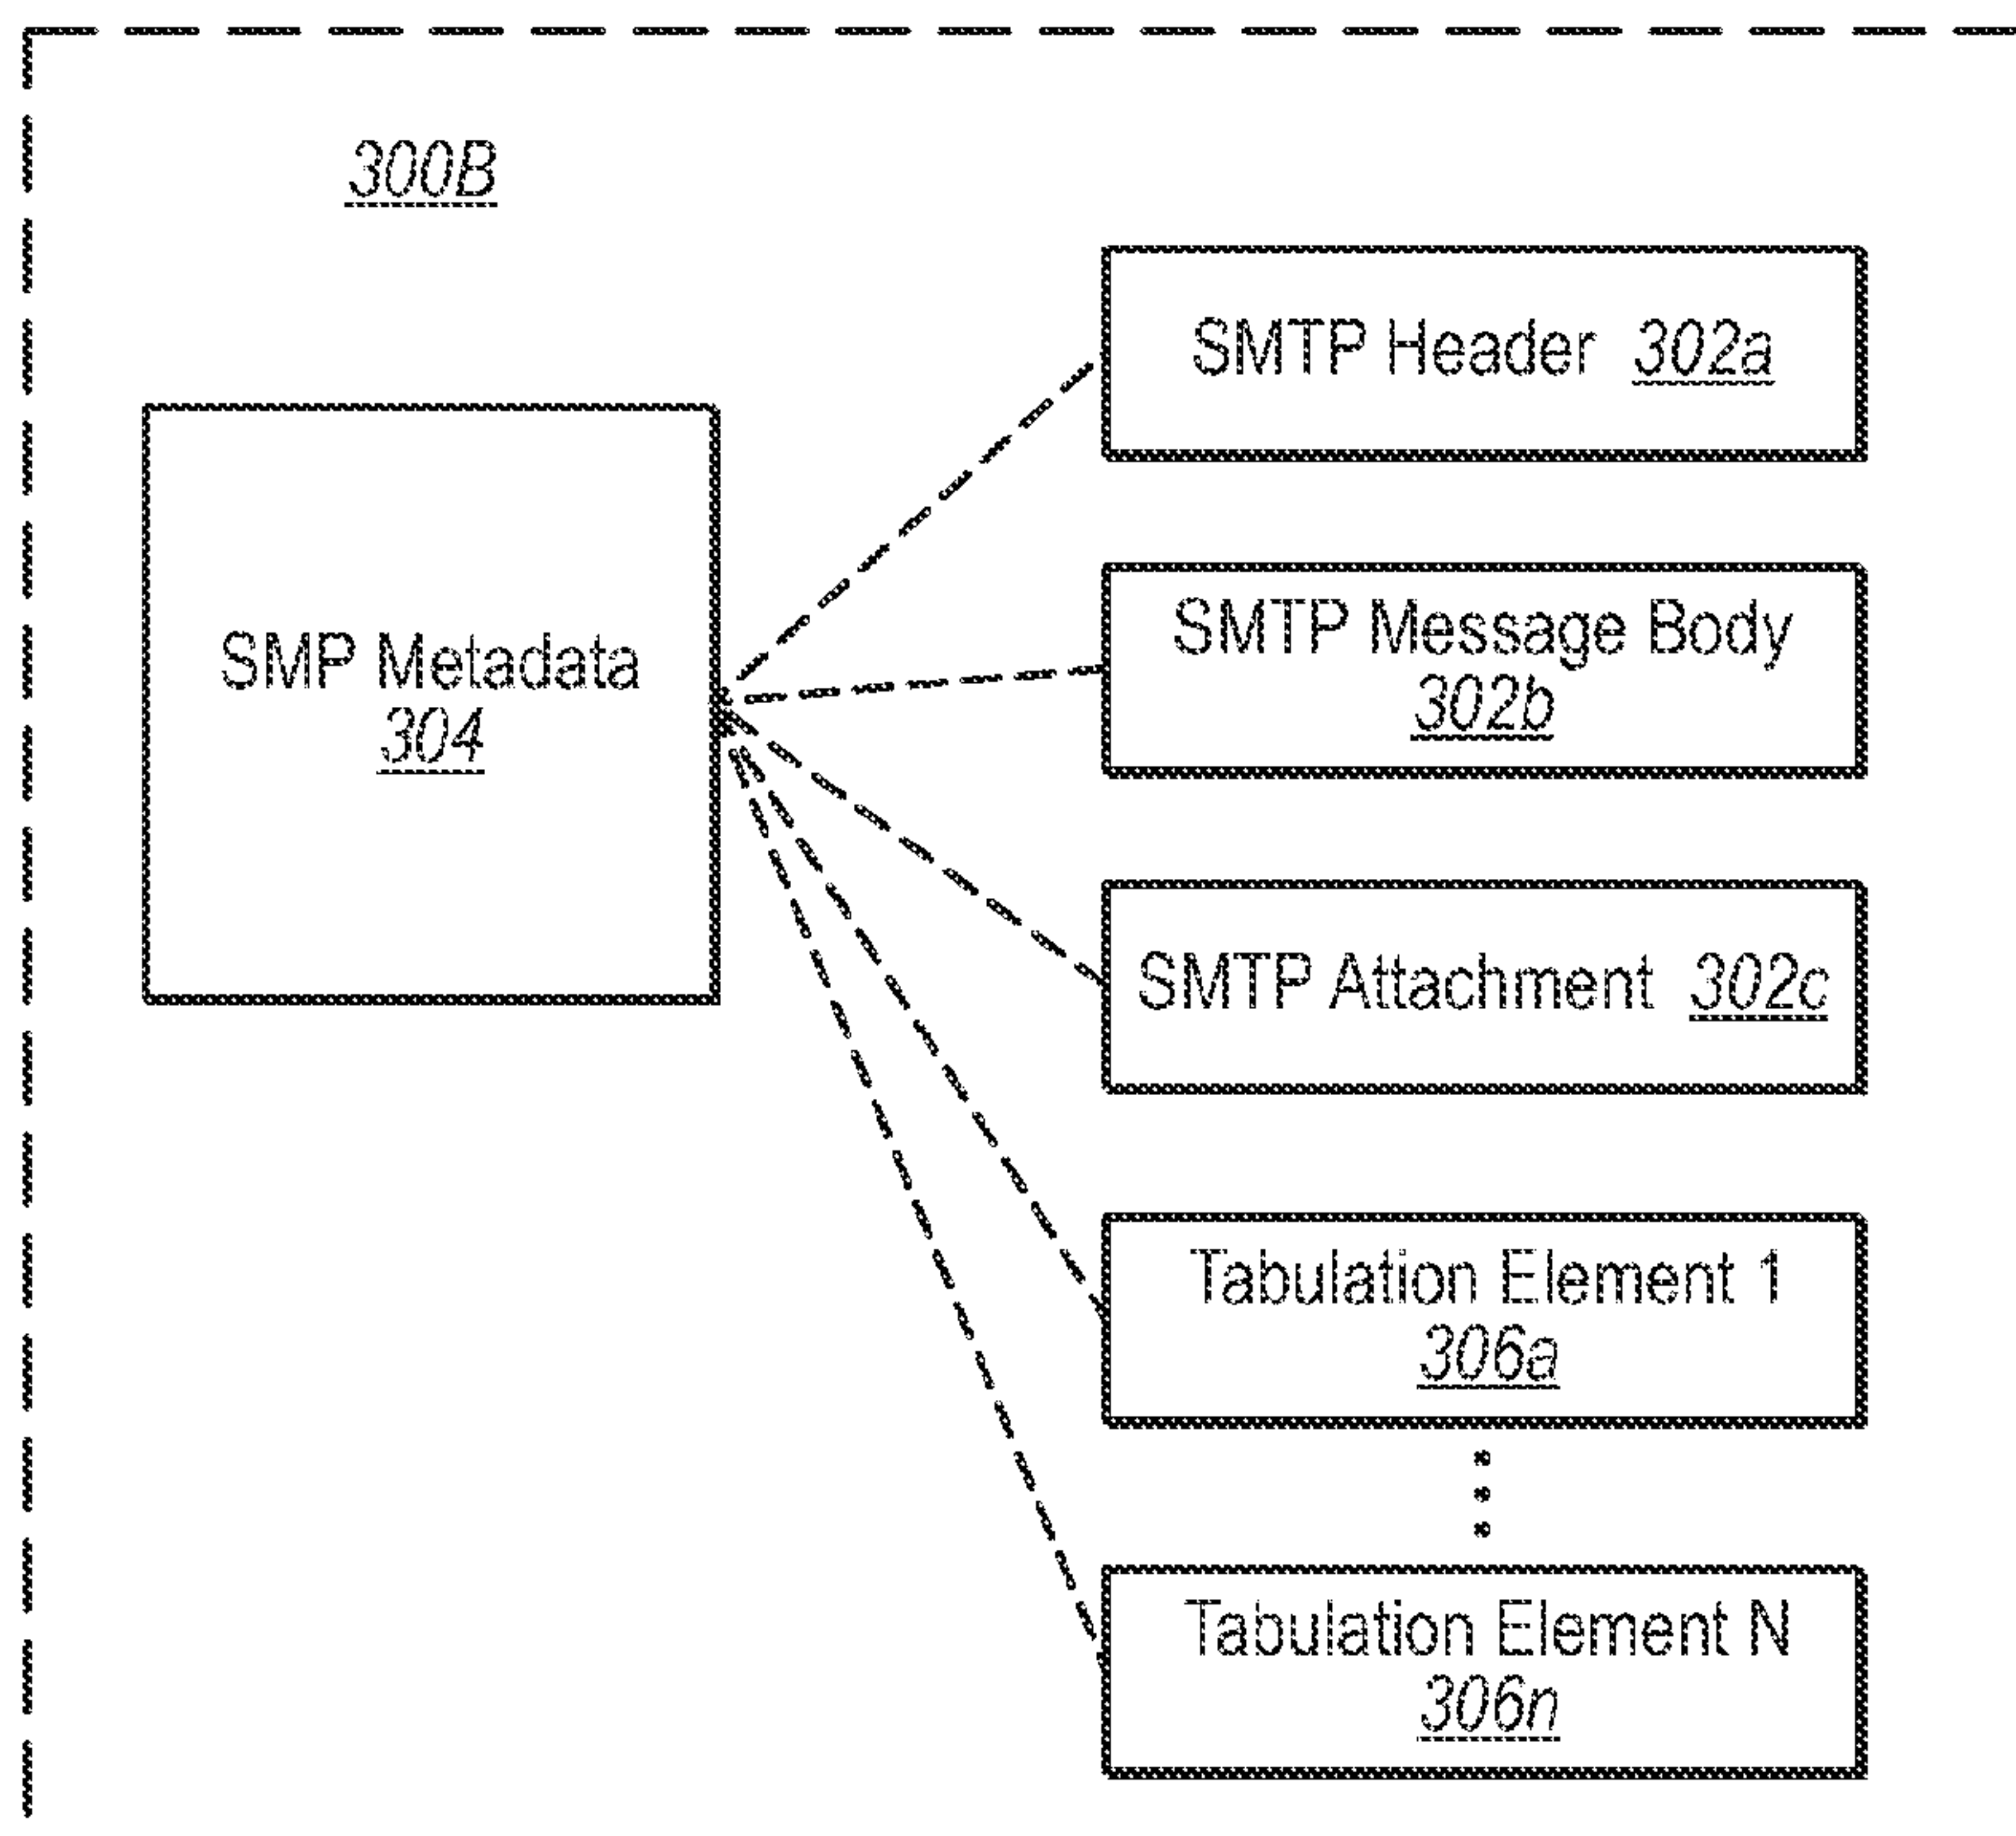 300B
SMTP Header 302a
SMP Metadata
304
SMTP Message Body
302b
SMTP Attachment 302c
Tabulation Element 1
306a
Tabulation Element N
306n